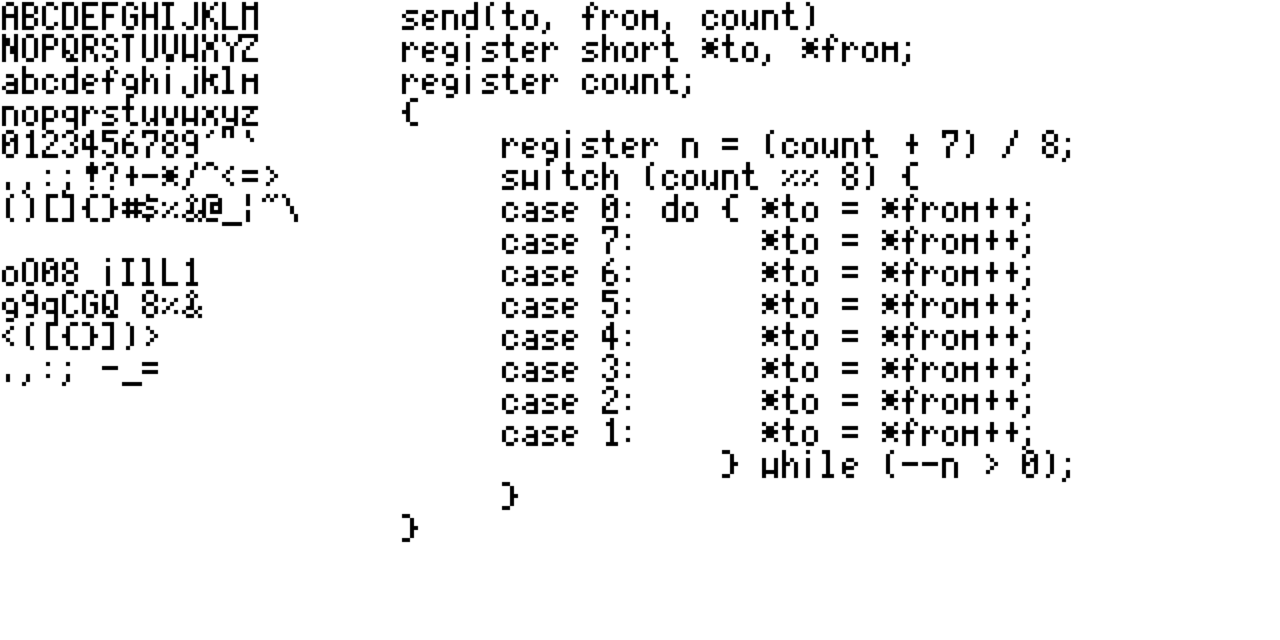 ABCDEFGHIJKLM
NOPQRSTUVWXYZ
abcdefghijklm
nopqrstuvwxyz
0123456789´"`
.,:;!?+-*/^<=>
()[]{}#$%&@_¦~\
oO08 iIlL1
g9qCGQ 8%&
<([{}])>
.,:; -_=
send(to, from, count)
register short *to, *from;
register count;
{
    register n = (count + 7) / 8;
    switch (count %% 8) {
    case 0: do { *to = *from++;
    case 7:      *to = *from++;
    case 6:      *to = *from++;
    case 5:      *to = *from++;
    case 4:      *to = *from++;
    case 3:      *to = *from++;
    case 2:      *to = *from++;
    case 1:      *to = *from++;
               } while (--n > 0);
    }
}